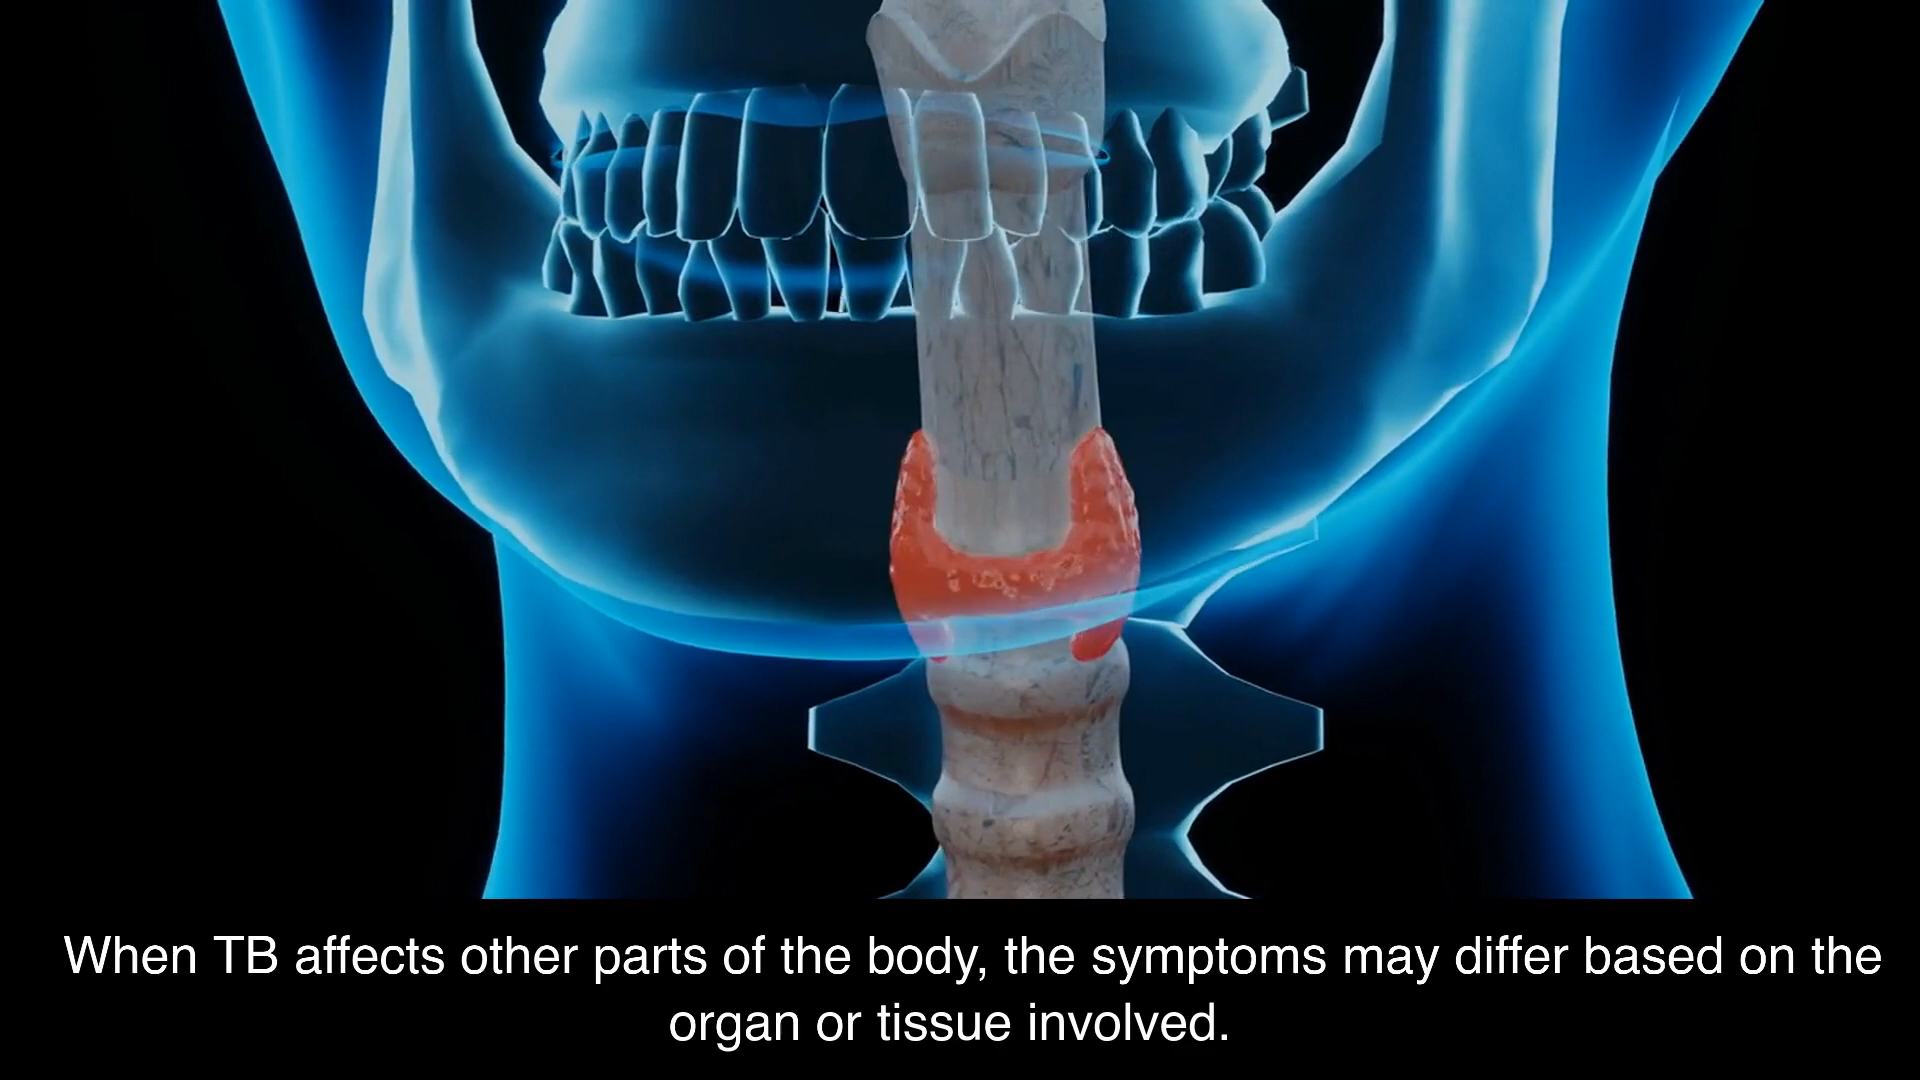 When TB affects other parts of the body, the symptoms may differ based on the
organ or tissue involved.